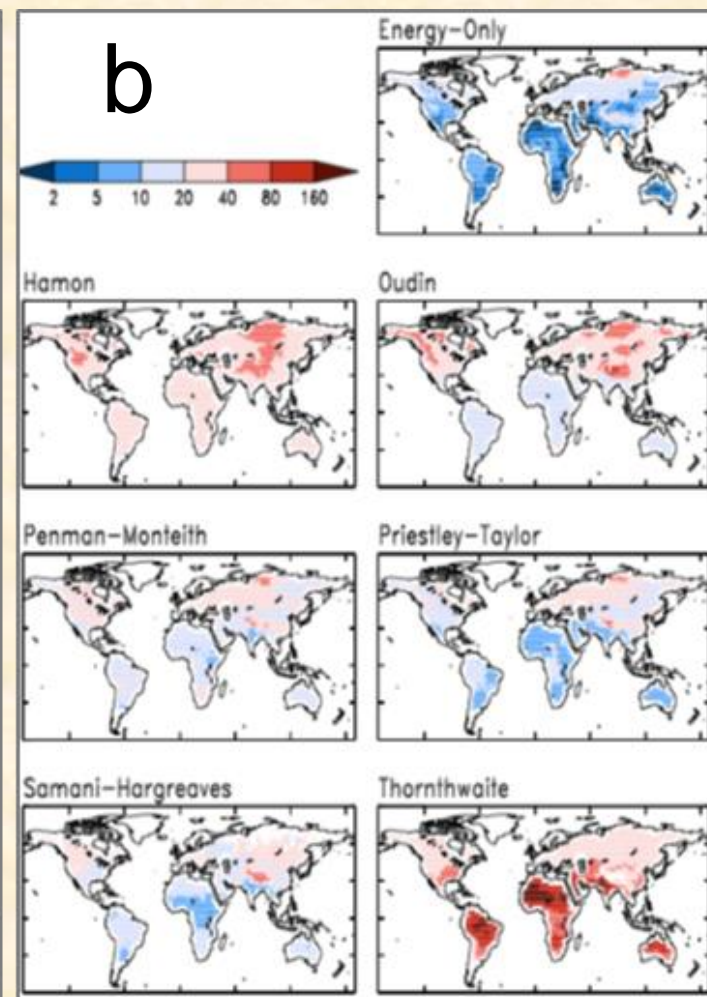 b
Energy-Only
2 5 10 20 40 80 160
Hamon
Oudin
Penman-Monteith
Priestley-Taylor
Samani-Hargreaves
Thornthwaite